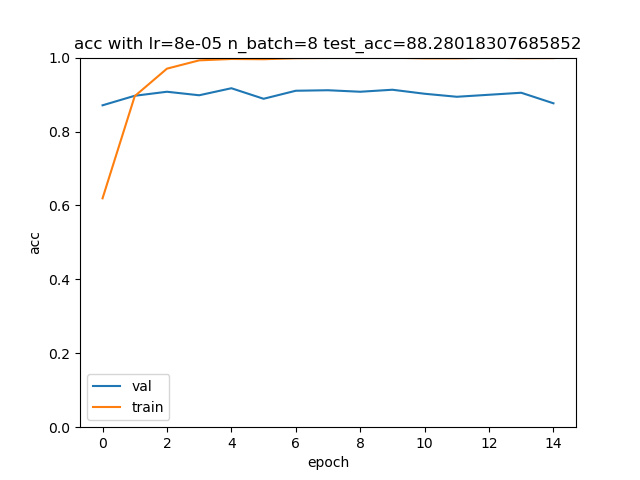 acc with lr=8e-05 n_batch=8 test_acc=88.28018307685852
1.0
0.8
0.6
0.4
0.2
0.0
acc
val
train
0 2 4 6 8 10 12 14
epoch